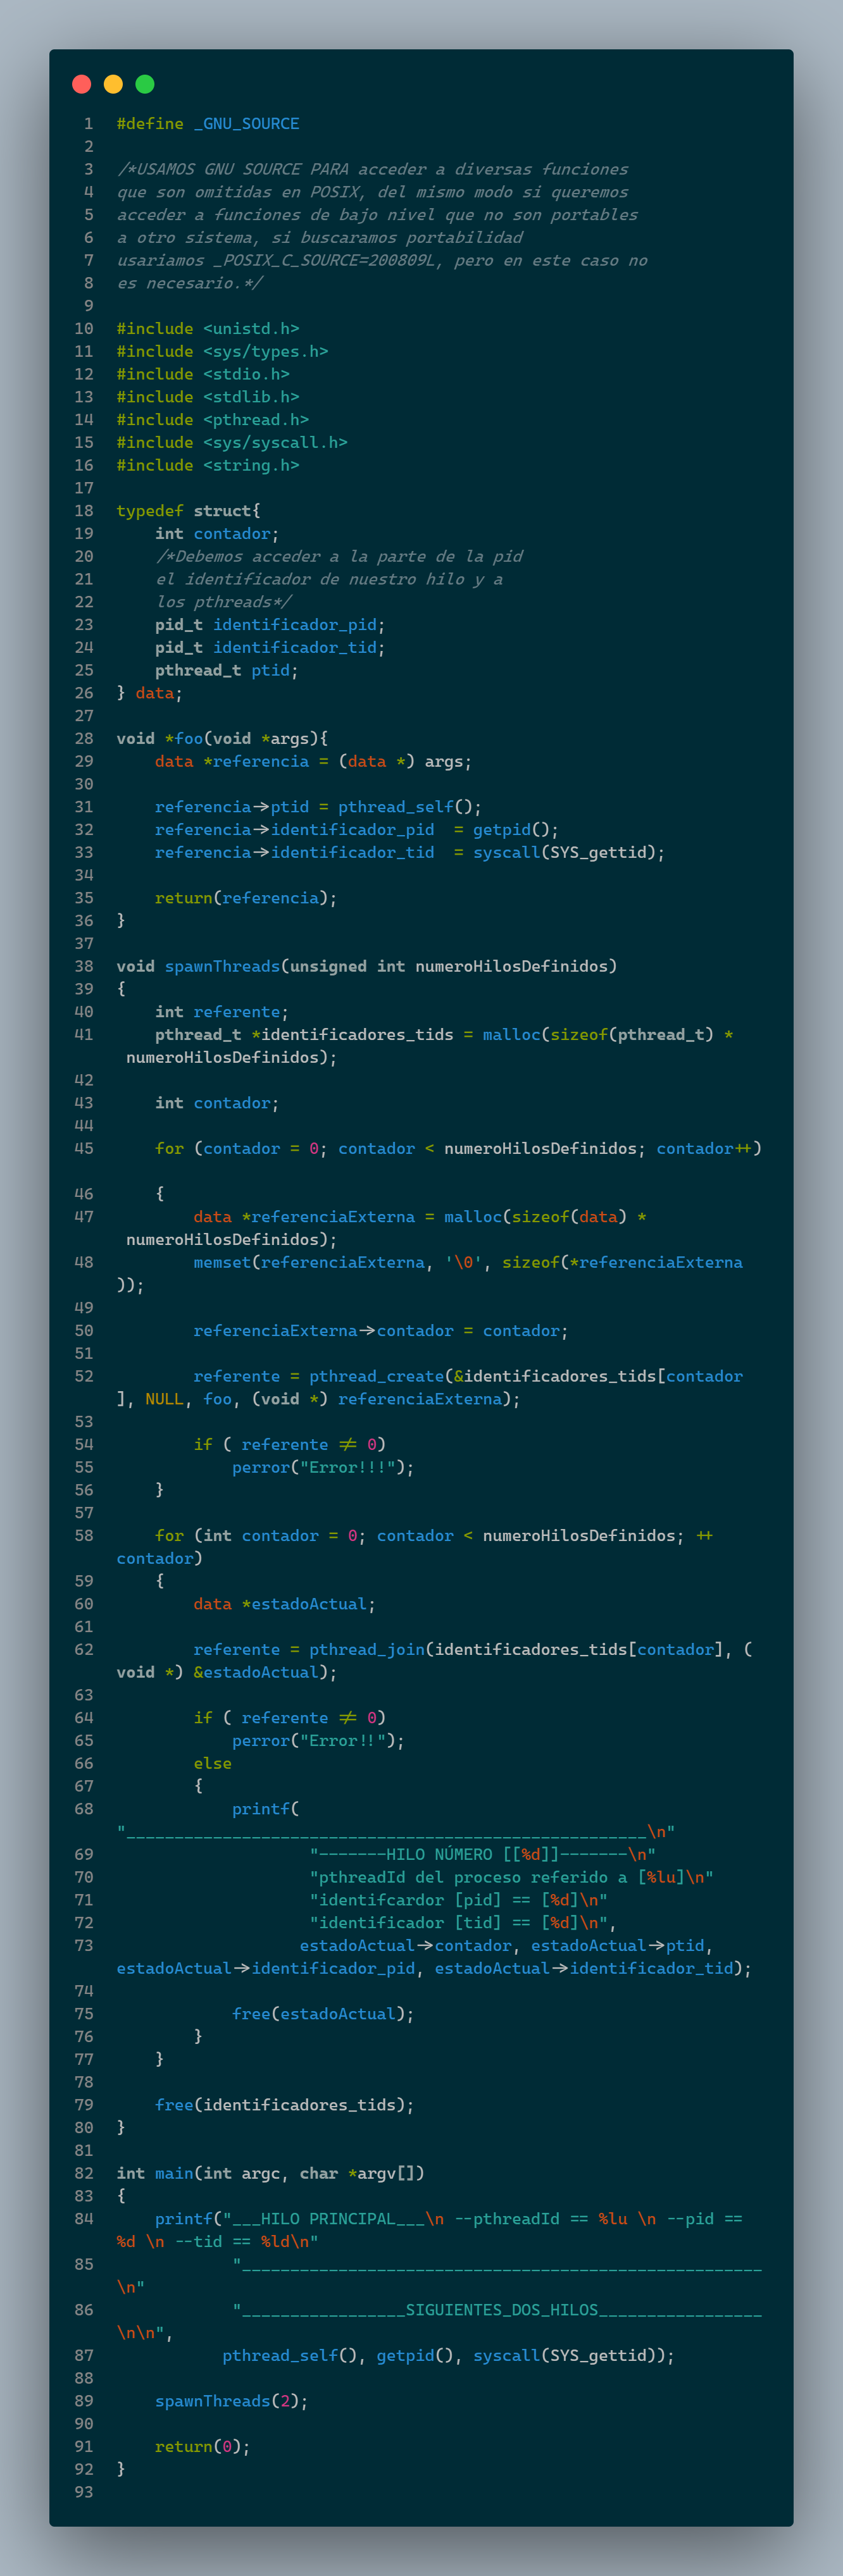 1 #define _GNU_SOURCE
2
3 /*USAMOS GNU SOURCE PARA acceder a diversas funciones
4 que son omitidas en POSIX, del mismo modo si queremos
5 acceder a funciones de bajo nivel que no son portables
6 a otro sistema, si buscaramos portabilidad
7 usariamos _POSIX_C_SOURCE=200809L, pero en este caso no
8 es necesario.*/
9
10 #include <unistd.h>
11 #include <sys/types.h>
12 #include <stdio.h>
13 #include <stdlib.h>
14 #include <pthread.h>
15 #include <sys/syscall.h>
16 #include <string.h>
17
18 typedef struct{
19     int contador;
20     /*Debemos acceder a la parte de la pid
21     el identificador de nuestro hilo y a
22     los pthreads*/
23     pid_t identificador_pid;
24     pid_t identificador_tid;
25     pthread_t ptid;
26 } data;
27
28 void *foo(void *args){
29     data *referencia = (data *) args;
30
31     referencia->ptid = pthread_self();
32     referencia->identificador_pid  = getpid();
33     referencia->identificador_tid  = syscall(SYS_gettid);
34
35     return(referencia);
36 }
37
38 void spawnThreads(unsigned int numeroHilosDefinidos)
39 {
40     int referente;
41     pthread_t *identificadores_tids = malloc(sizeof(pthread_t) *
 numeroHilosDefinidos);
42
43     int contador;
44
45     for (contador = 0; contador < numeroHilosDefinidos; contador++)
46     {
47         data *referenciaExterna = malloc(sizeof(data) *
 numeroHilosDefinidos);
48         memset(referenciaExterna, '\0', sizeof(*referenciaExterna
));
49
50         referenciaExterna->contador = contador;
51
52         referente = pthread_create(&identificadores_tids[contador
], NULL, foo, (void *) referenciaExterna);
53
54         if ( referente != 0)
55             perror("Error!!!");
56     }
57
58     for (int contador = 0; contador < numeroHilosDefinidos; ++
contador)
59     {
60         data *estadoActual;
61
62         referente = pthread_join(identificadores_tids[contador], (
void *) &estadoActual);
63
64         if ( referente != 0)
65             perror("Error!!");
66         else
67         {
68             printf(
"______________________________________________________\n"
69                     "-------HILO NÚMERO [[%d]]-------\n"
70                     "pthreadId del proceso referido a [%lu]\n"
71                     "identifcardor [pid] == [%d]\n"
72                     "identificador [tid] == [%d]\n",
73                    estadoActual->contador, estadoActual->ptid,
estadoActual->identificador_pid, estadoActual->identificador_tid);
74
75             free(estadoActual);
76         }
77     }
78
79     free(identificadores_tids);
80 }
81
82 int main(int argc, char *argv[])
83 {
84     printf("___HILO PRINCIPAL___\n --pthreadId == %lu \n --pid ==
%d \n --tid == %ld\n"
85             "______________________________________________________
\n"
86             "_________________SIGUIENTES_DOS_HILOS_________________
\n\n",
87            pthread_self(), getpid(), syscall(SYS_gettid));
88
89     spawnThreads(2);
90
91     return(0);
92 }
93